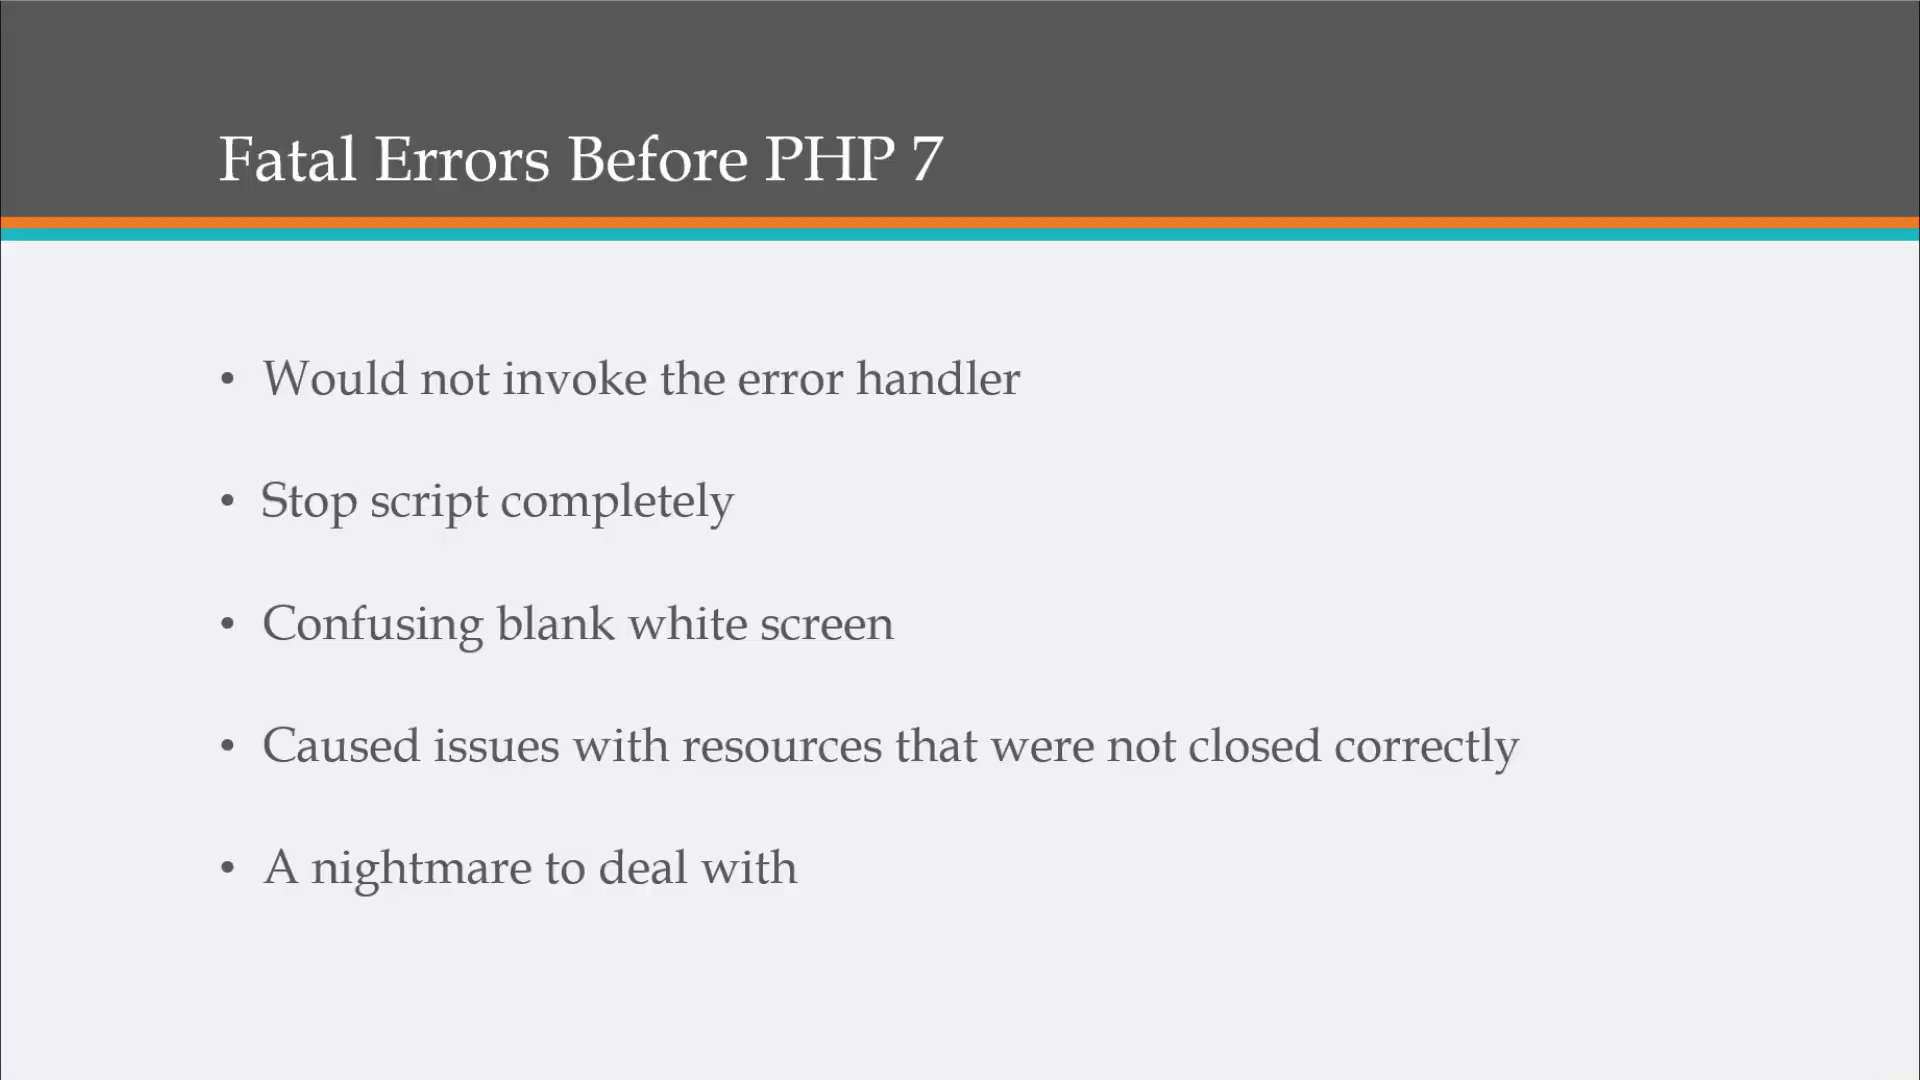 Fatal Errors Before PHP 7
• Would not invoke the error handler
• Stop script completely
• Confusing blank white screen
• Caused issues with resources that were not closed correctly
• A nightmare to deal with